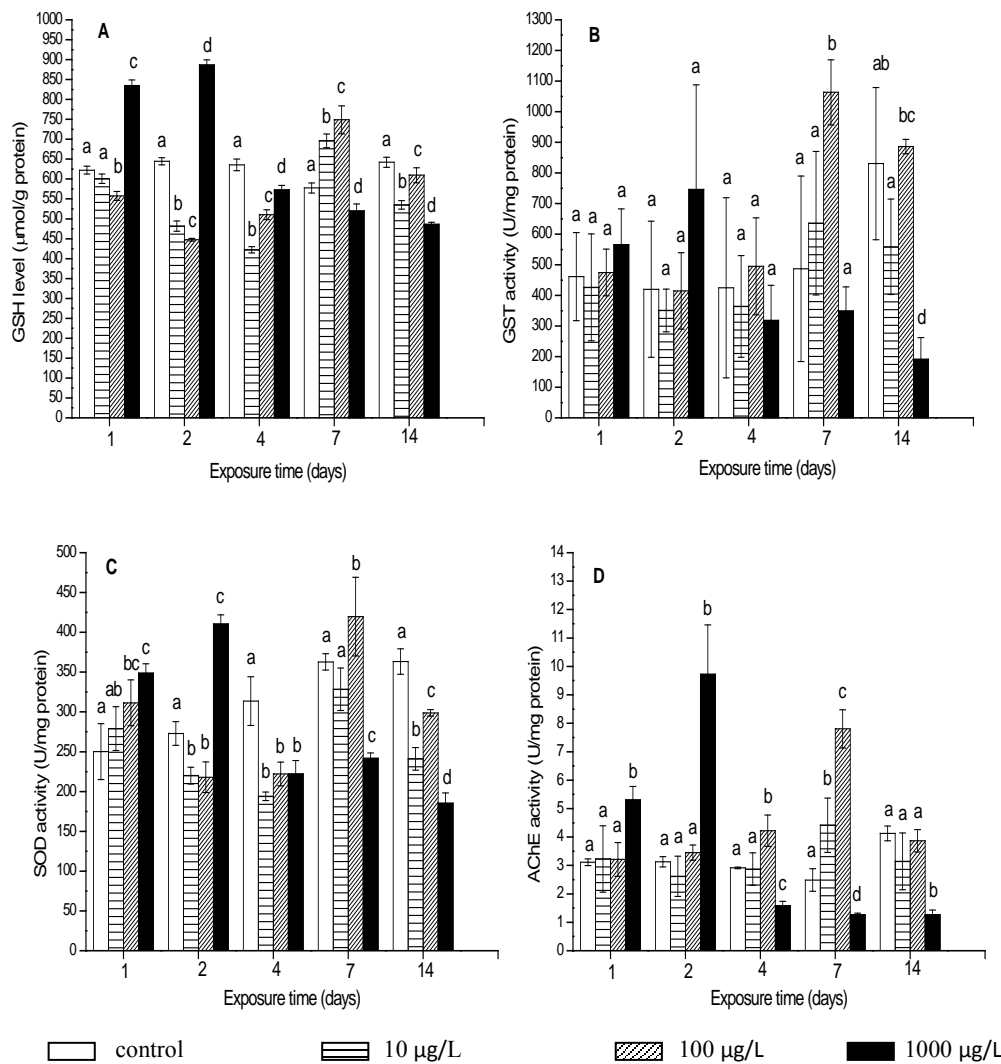 A
GSH level (μmol/g protein)
1000
950
900
850
800
750
700
650
600
550
500
450
400
350
300
250
200
150
100
50
0
a a b c
a b c d
a b c d
a b c d
a b c d
1 2 4 7 14
Exposure time (days)
B
GST activity (U/mg protein)
1300
1200
1100
1000
900
800
700
600
500
400
300
200
100
0
a a a a
a a a a
a a a a
a a b a
ab a bc d
1 2 4 7 14
Exposure time (days)
C
SOD activity (U/mg protein)
500
450
400
350
300
250
200
150
100
50
0
a ab bc c
a b b c
a b b b
a a b c
a b c d
1 2 4 7 14
Exposure time (days)
D
AChE activity (U/mg protein)
14
13
12
11
10
9
8
7
6
5
4
3
2
1
0
a a a b
a a a b
a a b c
a b c d
a a a b
1 2 4 7 14
Exposure time (days)
control 10 μg/L 100 μg/L 1000 μg/L